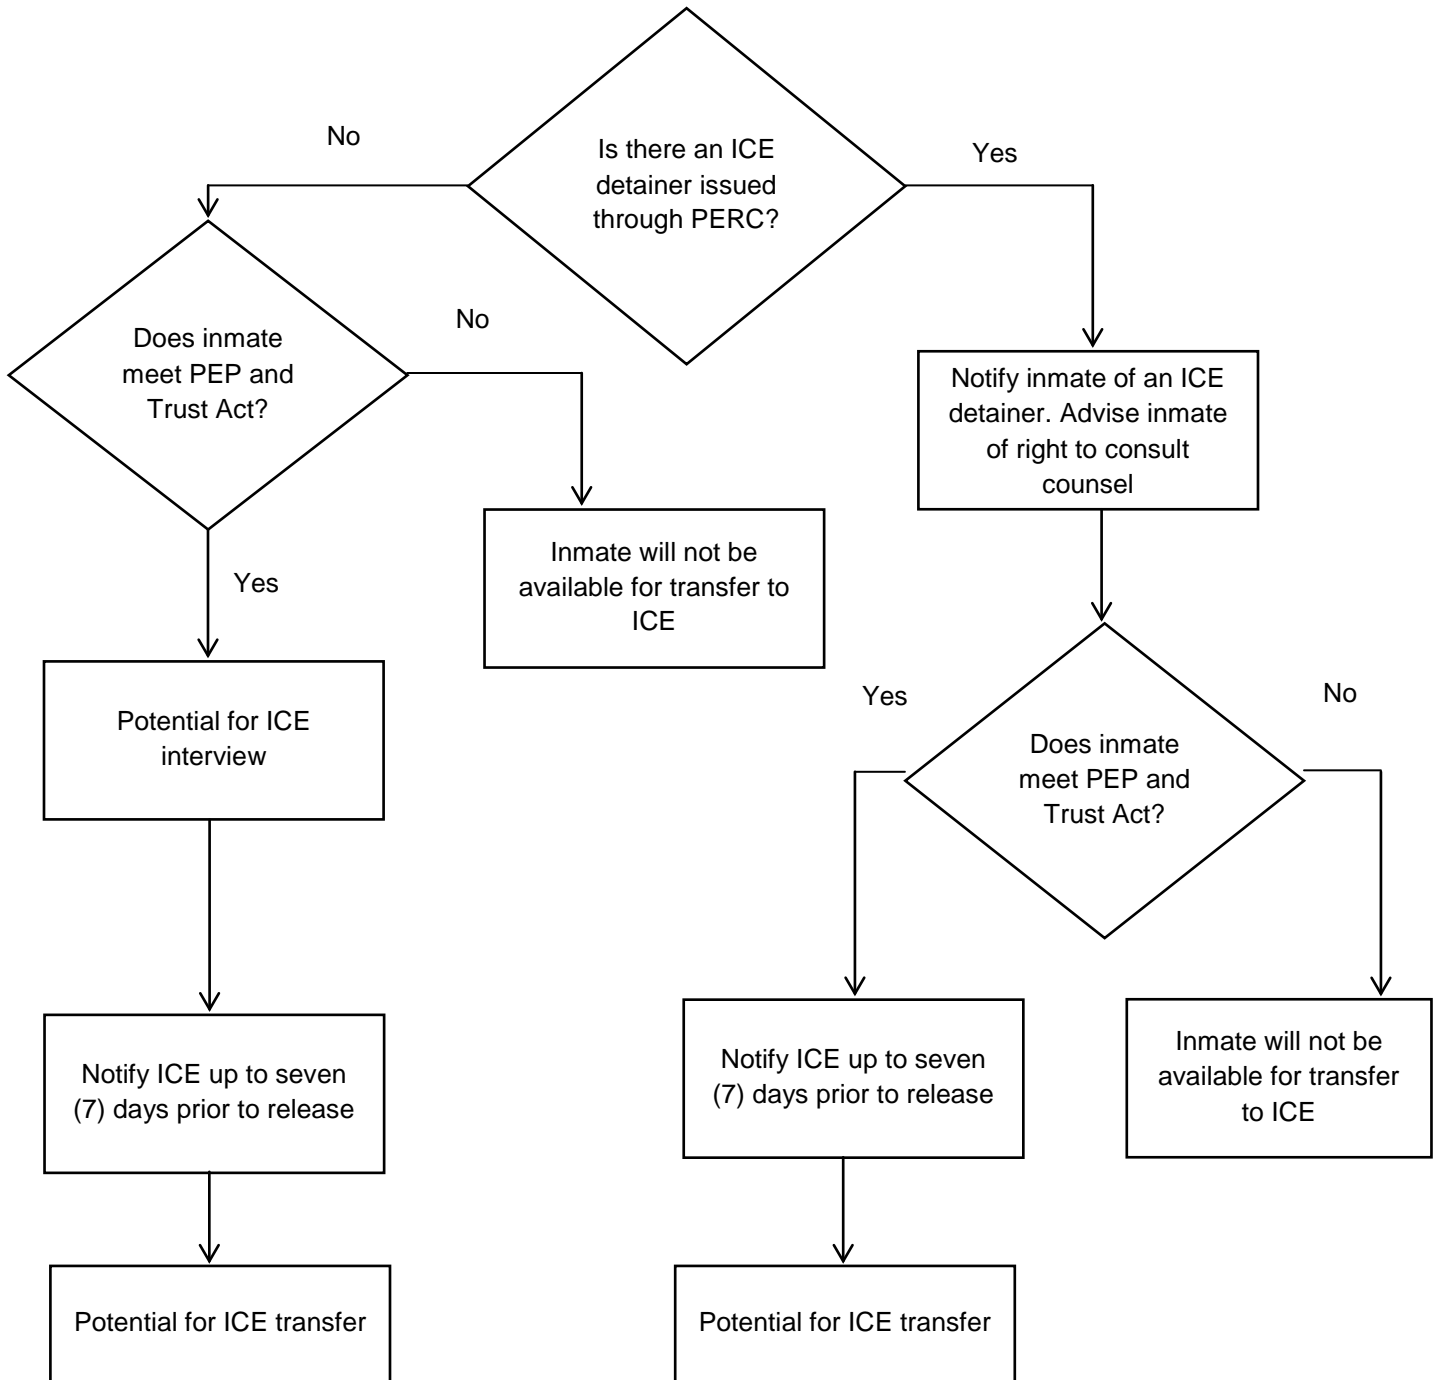 No
Is there an ICE
detainer issued
through PERC?
Yes
Does inmate
meet PEP and
Trust Act?
No
Notify inmate of an ICE
detainer. Advise inmate
of right to consult
counsel
Inmate will not be
available for transfer to
ICE
Yes
Potential for ICE
interview
Yes
No
Does inmate
meet PEP and
Trust Act?
Notify ICE up to seven
(7) days prior to release
Notify ICE up to seven
(7) days prior to release
Inmate will not be
available for transfer
to ICE
Potential for ICE transfer
Potential for ICE transfer